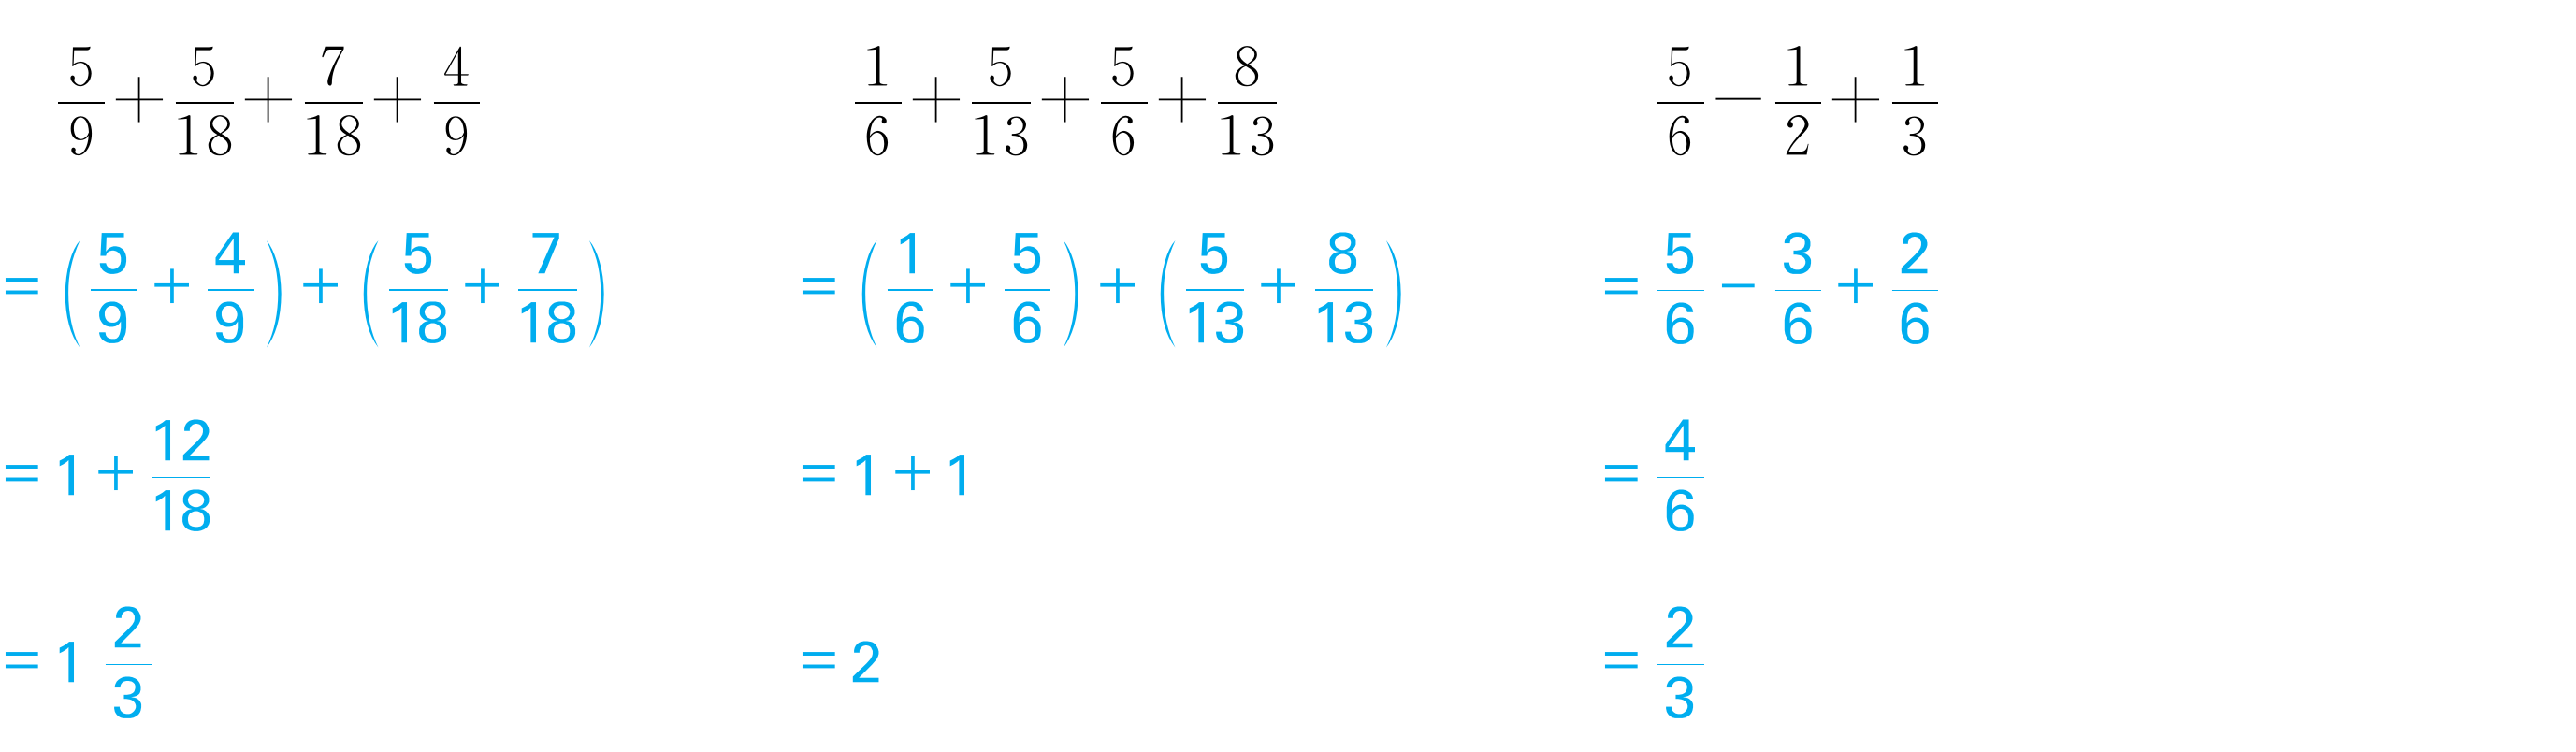 5/9 + 5/18 + 7/18 + 4/9
= (5/9 + 4/9) + (5/18 + 7/18)
= 1 + 12/18
= 1 2/3
1/6 + 5/13 + 5/6 + 8/13
= (1/6 + 5/6) + (5/13 + 8/13)
= 1 + 1
= 2
5/6 − 1/2 + 1/3
= 5/6 − 3/6 + 2/6
= 4/6
= 2/3